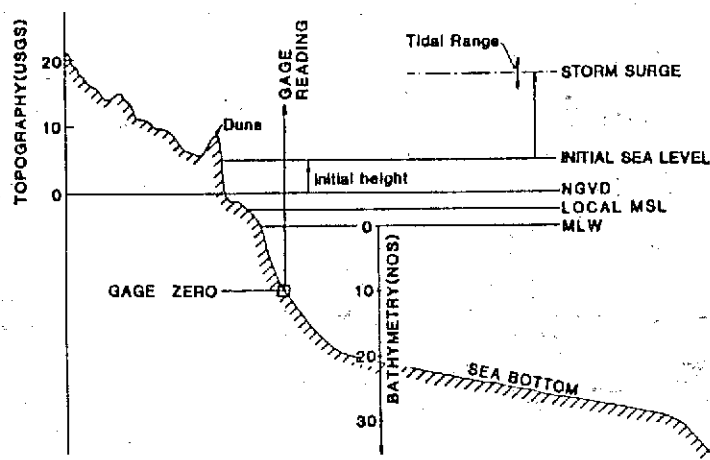 TOPOGRAPHY(USGS)
20
10
0
Dune
GAGE
READING
Tidal Range
STORM SURGE
INITIAL SEA LEVEL
Initial height
NGVD
LOCAL MSL
MLW
0
10
20
30
BATHYMETRY(NOS)
GAGE ZERO
SEA BOTTOM